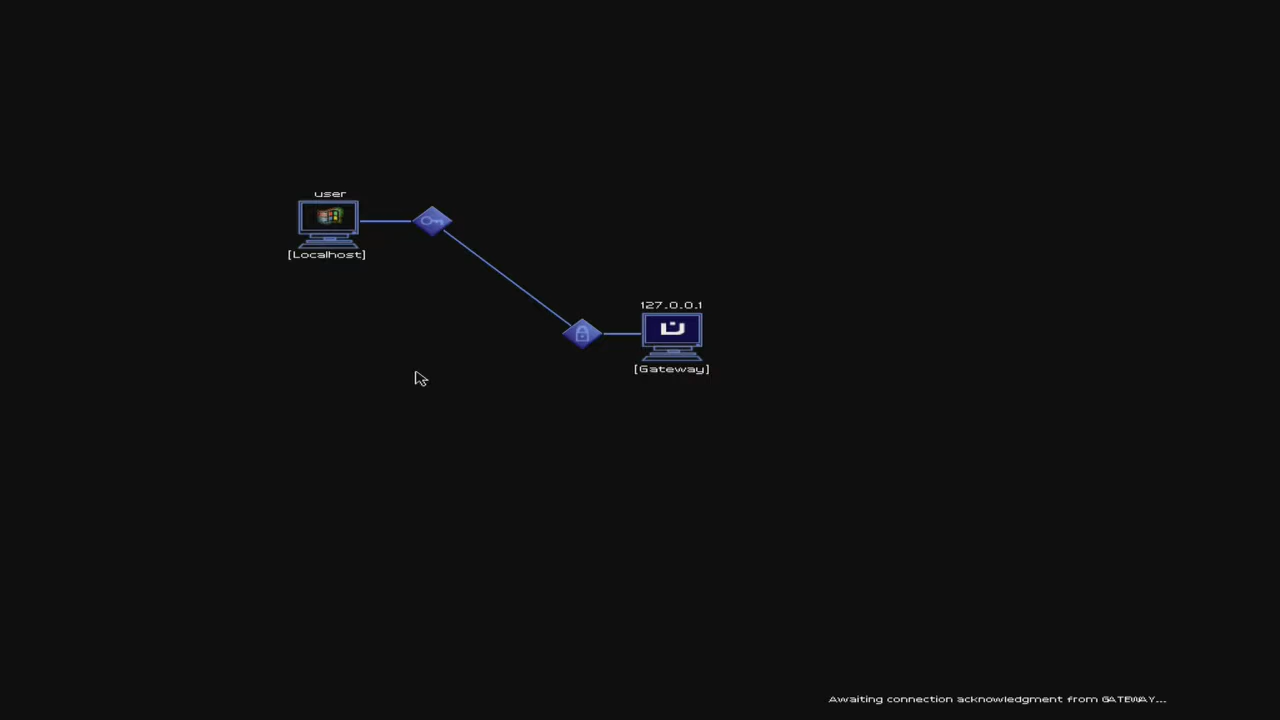 user
[Localhost]
127.0.0.1
[Gateway]
Awaiting connection acknowledgment from GATEWAY...